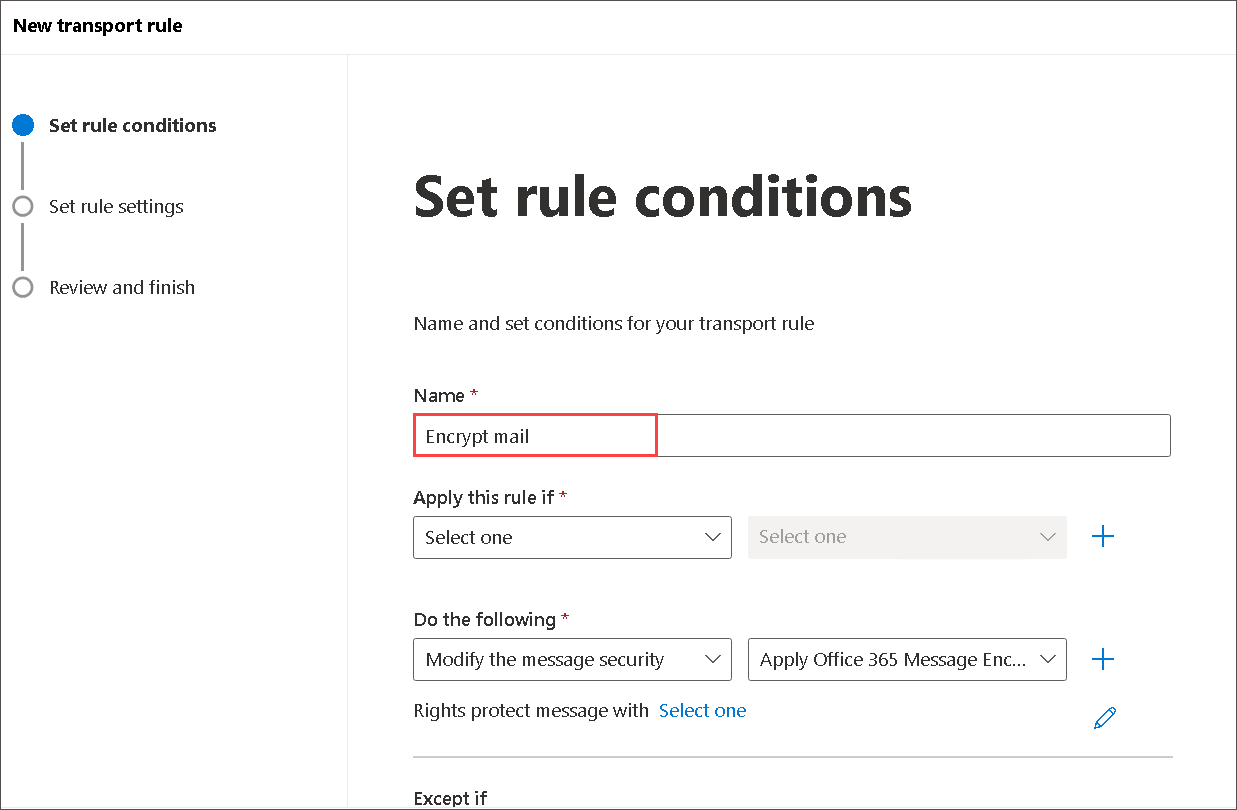 New transport rule
Set rule conditions
Set rule settings
Review and finish
Set rule conditions
Name and set conditions for your transport rule
Name *
Encrypt mail
Apply this rule if *
Select one
Select one
Do the following *
Modify the message security
Apply Office 365 Message Enc...
Rights protect message with Select one
Except if